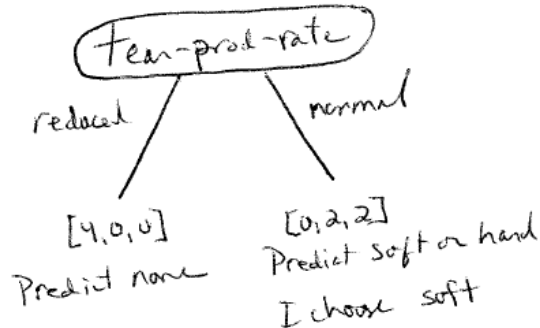 tear-prod-rate
reduced normal
[4,0,0] [0,2,2]
Predict none Predict soft or hard
I choose soft